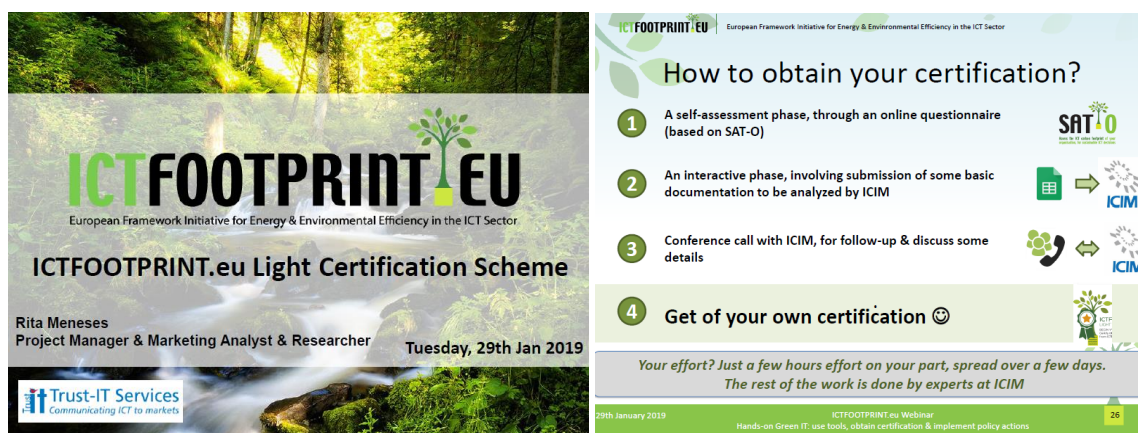 ICTFOOTPRINT.EU
European Framework Initiative for Energy & Environmental Efficiency in the ICT Sector
ICTFOOTPRINT.eu Light Certification Scheme
Rita Meneses
Project Manager & Marketing Analyst & Researcher
Tuesday, 29th Jan 2019
Trust-IT Services
Communicating ICT to markets
ICTFOOTPRINT.EU
European Framework Initiative for Energy & Envinronmental Efficiency in the ICT Sector
How to obtain your certification?
1
A self-assessment phase, through an online questionnaire
(based on SAT-O)
SAT-O
2
An interactive phase, involving submission of some basic
documentation to be analyzed by ICIM
ICIM
3
Conference call with ICIM, for follow-up & discuss some
details
ICIM
4
Get of your own certification ☺
Your effort? Just a few hours effort on your part, spread over a few days.
The rest of the work is done by experts at ICIM
29th January 2019
ICTFOOTPRINT.eu Webinar
Hands-on Green IT: use tools, obtain certification & implement policy actions
26